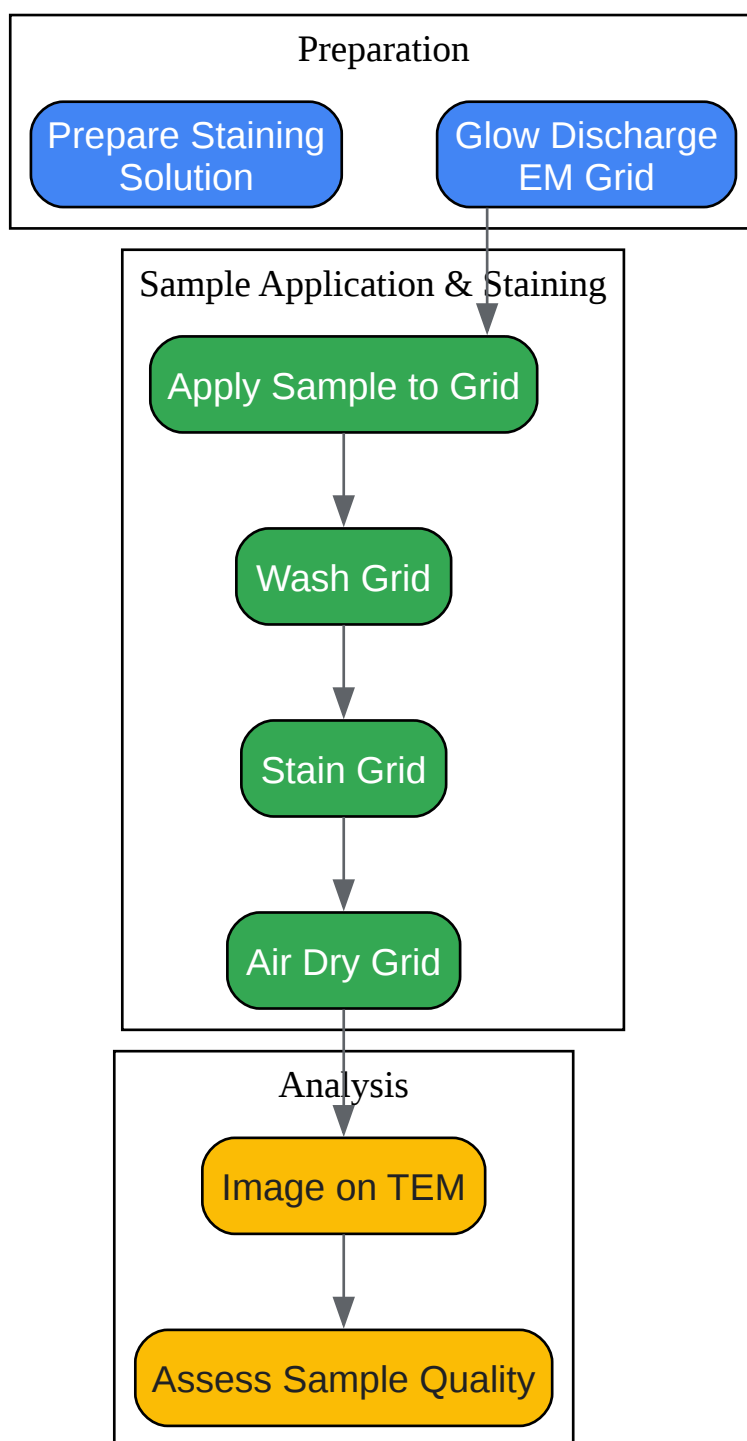 Preparation
Prepare Staining
Solution
Glow Discharge
EM Grid
Sample Application & Staining
Apply Sample to Grid
Wash Grid
Stain Grid
Air Dry Grid
Analysis
Image on TEM
Assess Sample Quality